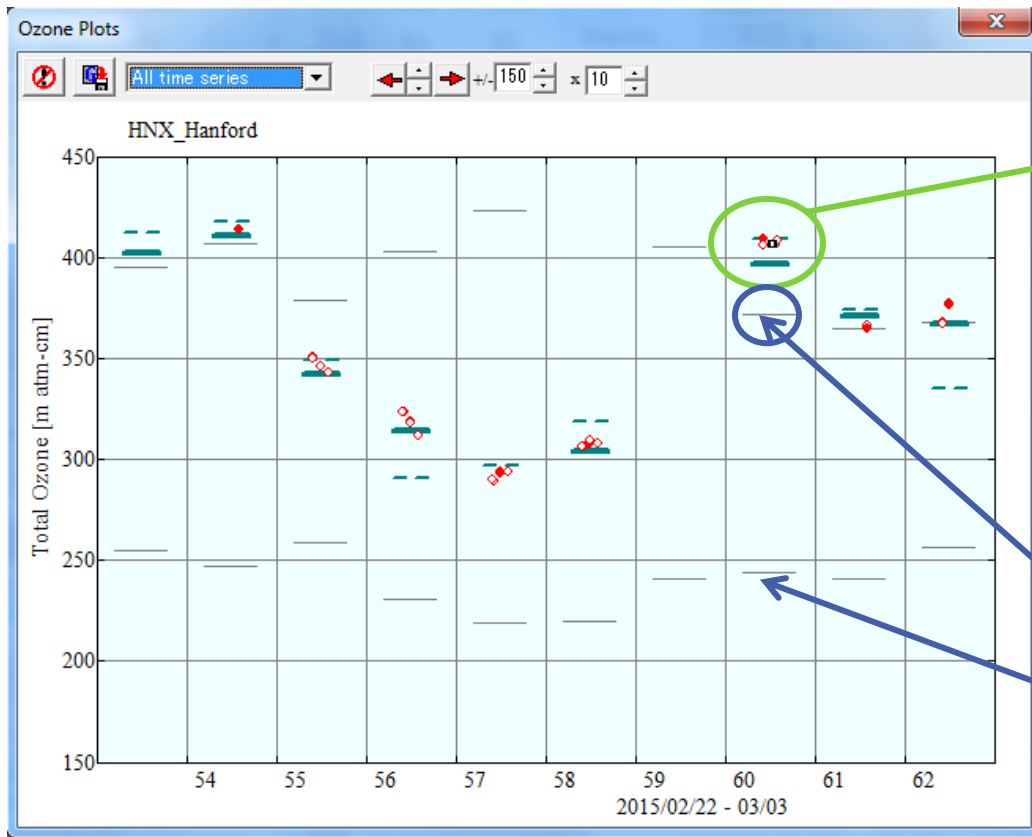 Ozone Plots
All time series
+/- 150
x 10
HNX_Hanford
Total Ozone [m atm-cm]
450
400
350
300
250
200
150
54 55 56 57 58 59 60 61 62
2015/02/22 - 03/03